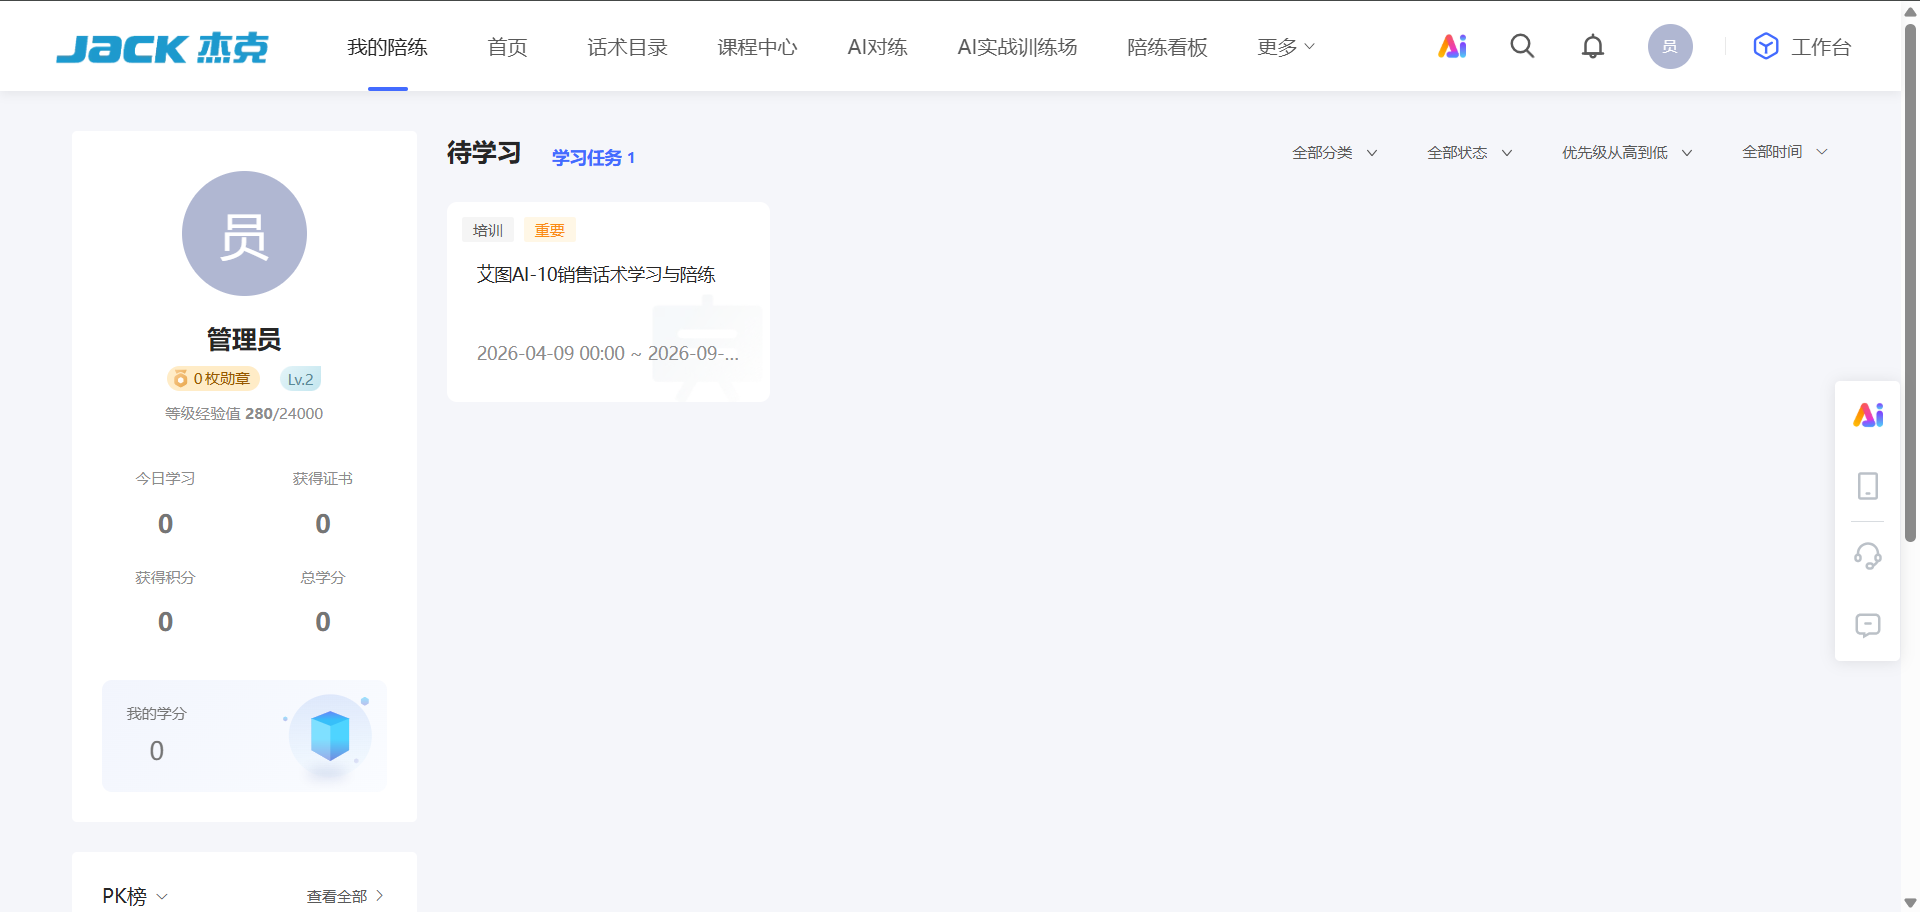 JACK 杰克
我的陪练
首页
话术目录
课程中心
AI对练
AI实战训练场
陪练看板
更多
Ai
员
工作台
员
管理员
0枚勋章
Lv.2
等级经验值 280/24000
今日学习
获得证书
0
0
获得积分
总学分
0
0
我的学分
0
PK榜
查看全部
待学习
学习任务 1
全部分类
全部状态
优先级从高到低
全部时间
培训
重要
艾图AI-10销售话术学习与陪练
2026-04-09 00:00 ~ 2026-09-...
Ai